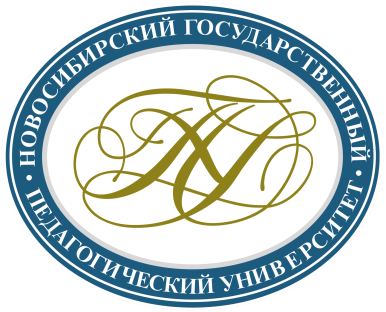 НОВОСИБИРСКИЙ ГОСУДАРСТВЕННЫЙ
ПЕДАГОГИЧЕСКИЙ УНИВЕРСИТЕТ